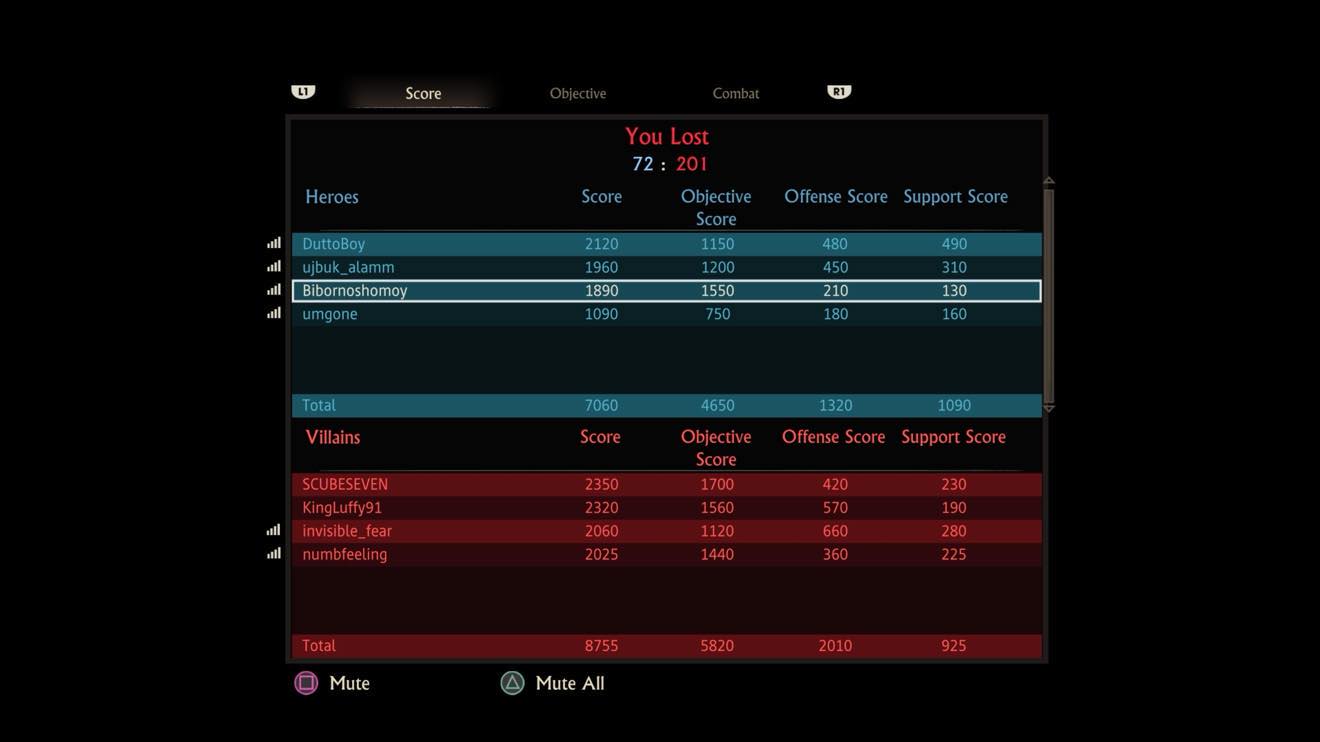 L1 Score Objective Combat R1
You Lost
72 : 201
Heroes Score Objective Score Offense Score Support Score
DuttoBoy 2120 1150 480 490
ujbuk_alamm 1960 1200 450 310
Bibornoshomoy 1890 1550 210 130
umgone 1090 750 180 160
Total 7060 4650 1320 1090
Villains Score Objective Score Offense Score Support Score
SCUBESEVEN 2350 1700 420 230
KingLuffy91 2320 1560 570 190
invisible_fear 2060 1120 660 280
numbfeeling 2025 1440 360 225
Total 8755 5820 2010 925
Mute Mute All